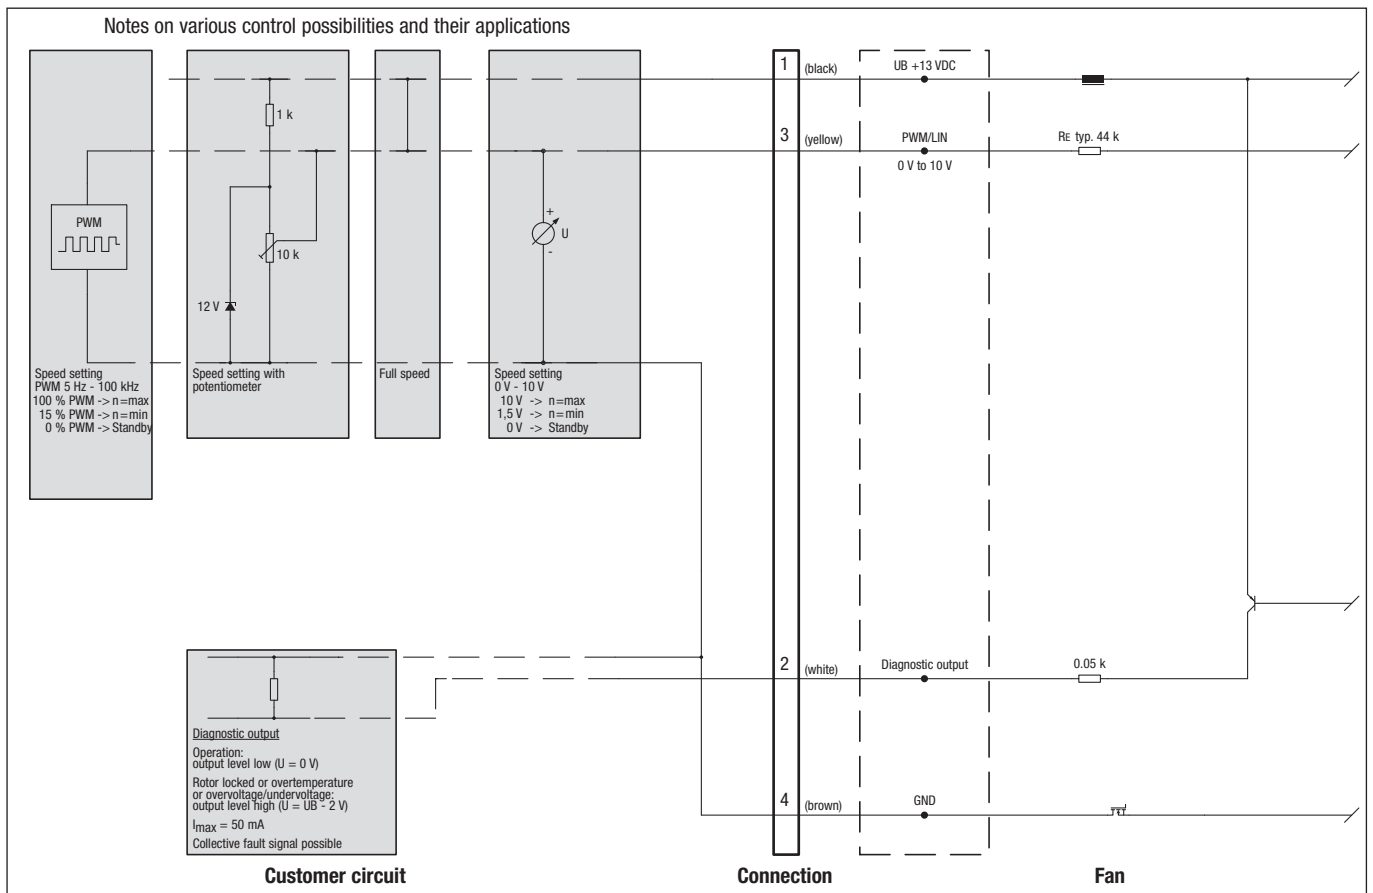 Notes on various control possibilities and their applications
1
(black)
UB +13 VDC
1 k
3
(yellow)
PWM/LIN
0 V to 10 V
RE typ. 44 k
PWM
+
U
-
10 k
12 V
Speed setting
PWM 5 Hz - 100 kHz
100 % PWM -> n=max
15 % PWM -> n=min
0 % PWM -> Standby
Speed setting with
potentiometer
Full speed
Speed setting
0 V - 10 V
10 V -> n=max
1,5 V -> n=min
0 V -> Standby
2
(white)
Diagnostic output
0.05 k
Diagnostic output
Operation:
output level low (U = 0 V)
Rotor locked or overtemperature
or overvoltage/undervoltage:
output level high (U = UB - 2 V)
Imax = 50 mA
Collective fault signal possible
4
(brown)
GND
Customer circuit
Connection
Fan